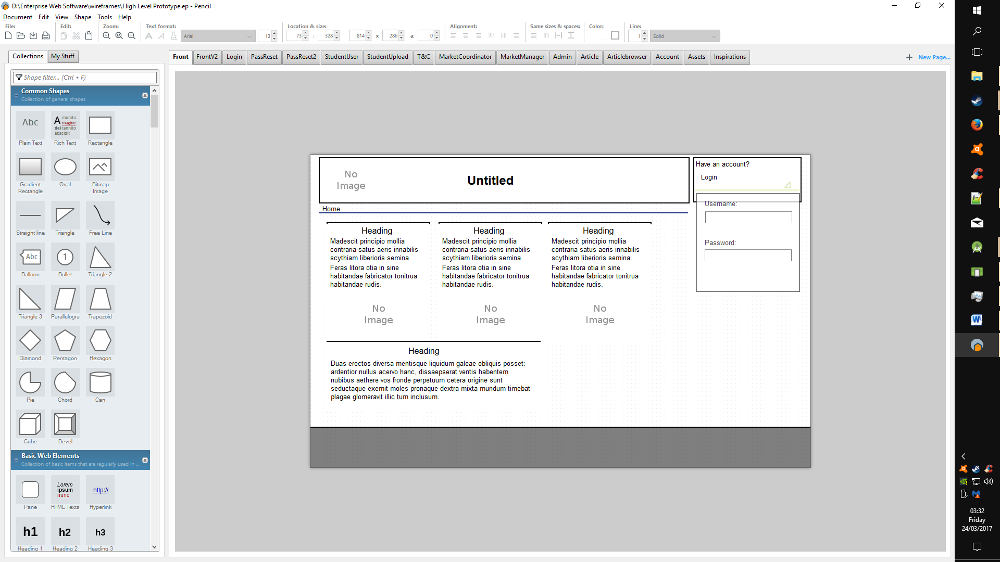 D:\Enterprise Web Software\wireframes\High Level Prototype.ep - Pencil
Document Edit View Shape Tools Help
File: Edit: Zoom: Text format: Location & size: Alignment: Same sizes & spaces: Color: Line:
Arial 13 73 : 328 814 x 286 a: 0 1 Solid
Collections My Stuff
Front FrontV2 Login PassReset PassReset2 StudentUser StudentUpload T&C MarketCoordinator MarketManager Admin Article Articlebrowser Account Assets Inspirations
New Page...
Shape filter... (Ctrl + F)
Common Shapes
Collection of general shapes
Abc
A mundu
magine
del tannito
abscidit
Plain Text Rich Text Rectangle
Gradient Rectangle Oval Bitmap Image
Straight line Triangle Free Line
Abc 1
Balloon Bullet Triangle 2
Triangle 3 Parallelogra Trapezoid
Diamond Pentagon Hexagon
Pie Chord Can
Cube Bevel
Basic Web Elements
Collection of basic items that are regularly used in ...
Lorem
ipsum
nunc
http://
Pane HTML Texts Hyperlink
h1 h2 h3
Heading 1 Heading 2 Heading 3
No
Image
Untitled
Have an account?
Login
Username:
Password:
Home
Heading
Madescit principio mollia
contraria satus aeris innabilis
scythiam liberioris semina.
Feras litora otia in sine
habitandae fabricator tonitrua
habitandae rudis.
No
Image
Heading
Madescit principio mollia
contraria satus aeris innabilis
scythiam liberioris semina.
Feras litora otia in sine
habitandae fabricator tonitrua
habitandae rudis.
No
Image
Heading
Madescit principio mollia
contraria satus aeris innabilis
scythiam liberioris semina.
Feras litora otia in sine
habitandae fabricator tonitrua
habitandae rudis.
No
Image
Heading
Duas erectos diversa mentisque liquidum galeae obliquis posset:
ardentior nullus acervo hanc, dissaepserat ventis habentem
nubibus aethere vos fronde perpetuum cetera origine sunt
seductaque exemit moles pronaque dextra mixta mundum timebat
plagae glomeravit illic tum inclusum.
03:32
Friday
24/03/2017